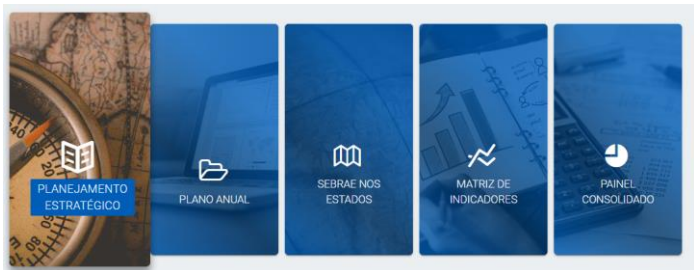 PLANEJAMENTO
ESTRATÉGICO
PLANO ANUAL
SEBRAE NOS
ESTADOS
MATRIZ DE
INDICADORES
PAINEL
CONSOLIDADO